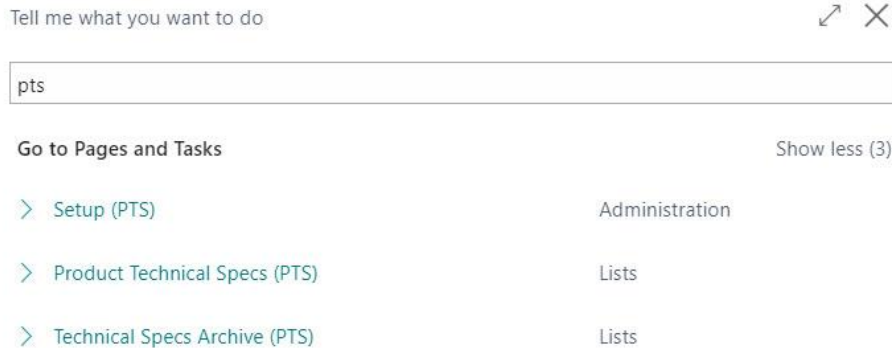 Tell me what you want to do
pts
Go to Pages and Tasks Show less (3)
Setup (PTS) Administration
Product Technical Specs (PTS) Lists
Technical Specs Archive (PTS) Lists